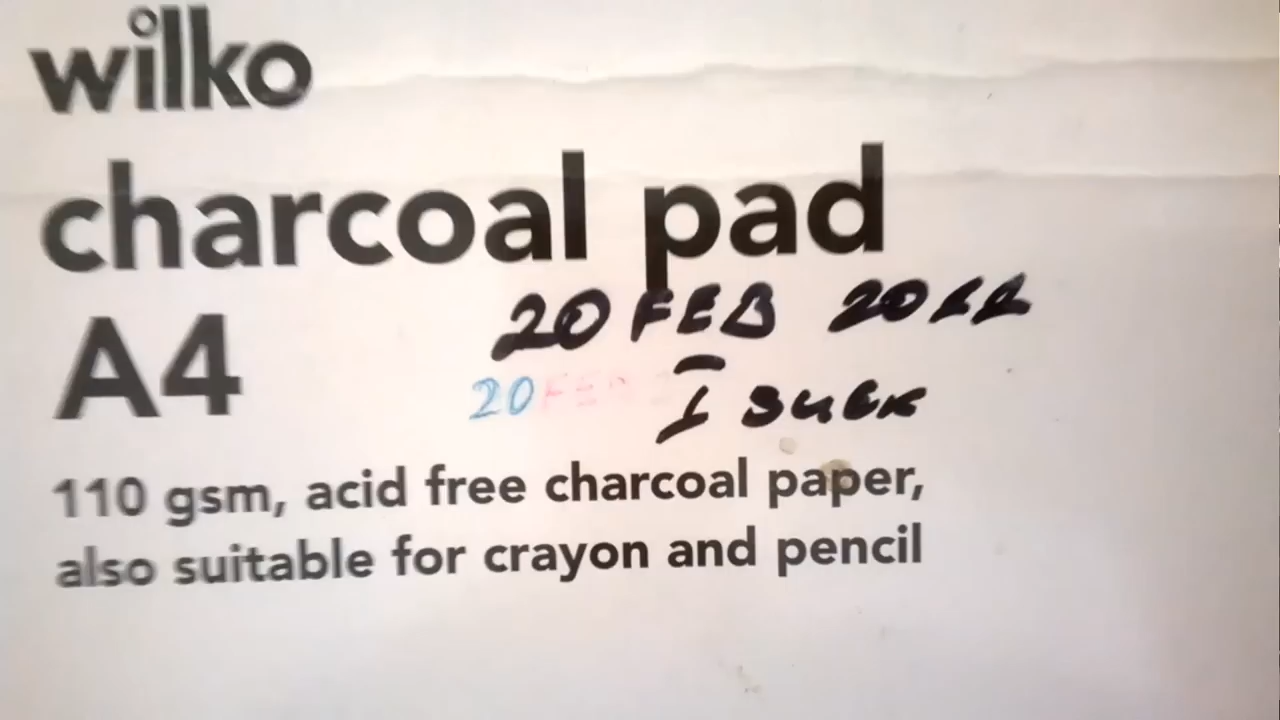 wilko
charcoal pad
20 FEB 2022
A4
20 FEB
I SUCK
110 gsm, acid free charcoal paper,
also suitable for crayon and pencil